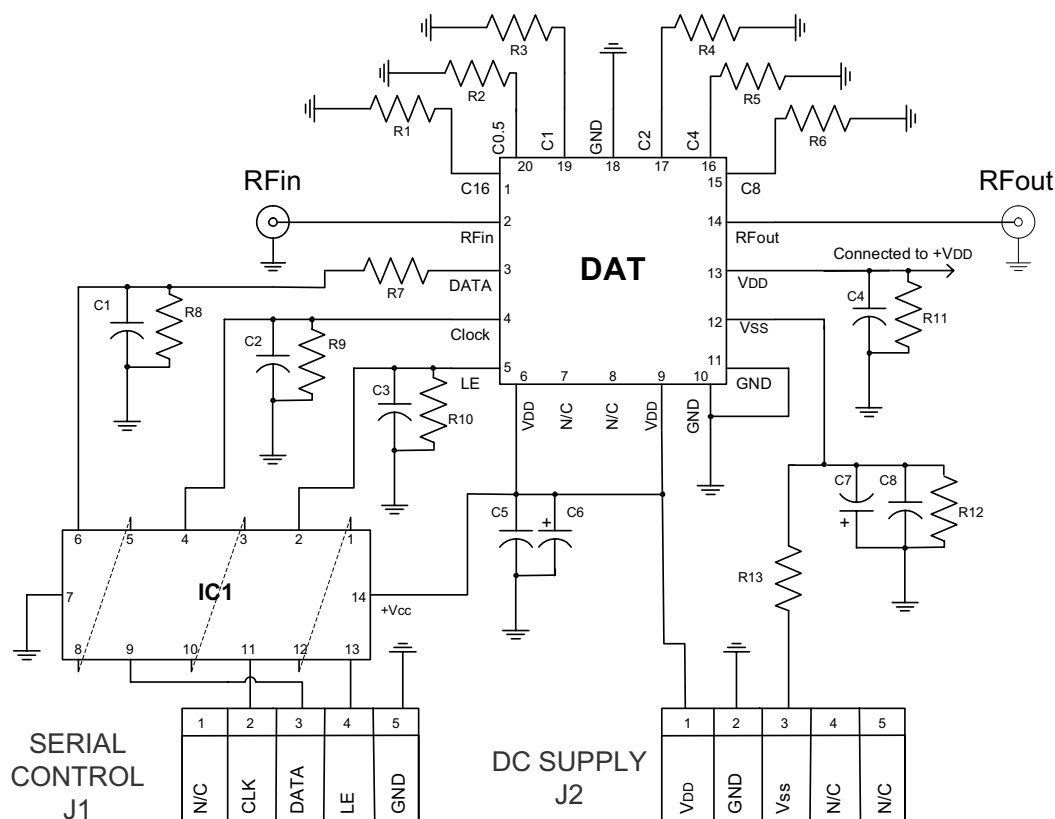 R3
R4
R2
R5
R1
R6
C0.5
C1
GND
C2
C4
20
19
18
17
16
C16
1
15
C8
RFin
RFout
2
14
RFin
RFout
DAT
3
13
DATA
VDD
Connected to +VDD
R7
C1
R8
C4
R11
4
12
Clock
VSS
C2
R9
5
11
LE
GND
6
7
8
9
10
C3
R10
VDD
N/C
N/C
VDD
GND
C7
C8
+
R12
C5
+
C6
R13
6
5
4
3
2
1
7
IC1
14
+Vcc
8
9
10
11
12
13
SERIAL
CONTROL
J1
1
2
3
4
5
N/C
CLK
DATA
LE
GND
DC SUPPLY
J2
1
2
3
4
5
VDD
GND
VSS
N/C
N/C